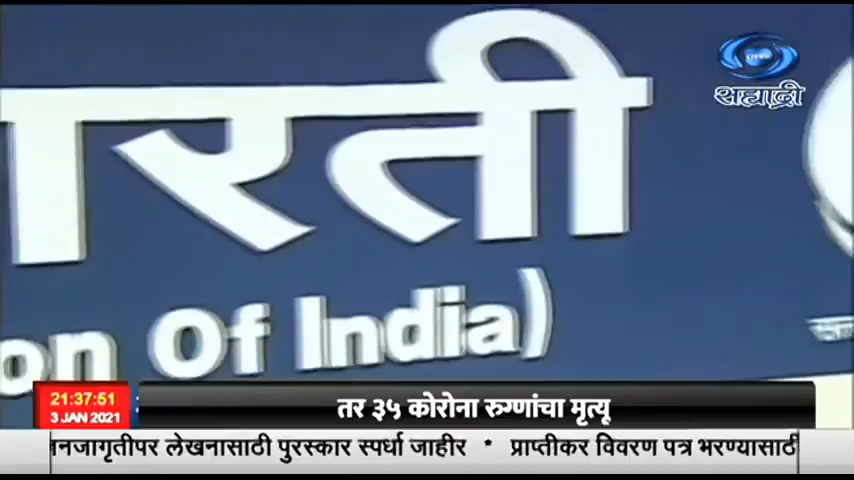 सह्याद्री
ारती
on Of India)
21:37:51
3 JAN 2021
तर ३५ कोरोना रुग्णांचा मृत्यू
नजागृतीपर लेखनासाठी पुरस्कार स्पर्धा जाहीर * प्राप्तीकर विवरण पत्र भरण्यासाठी